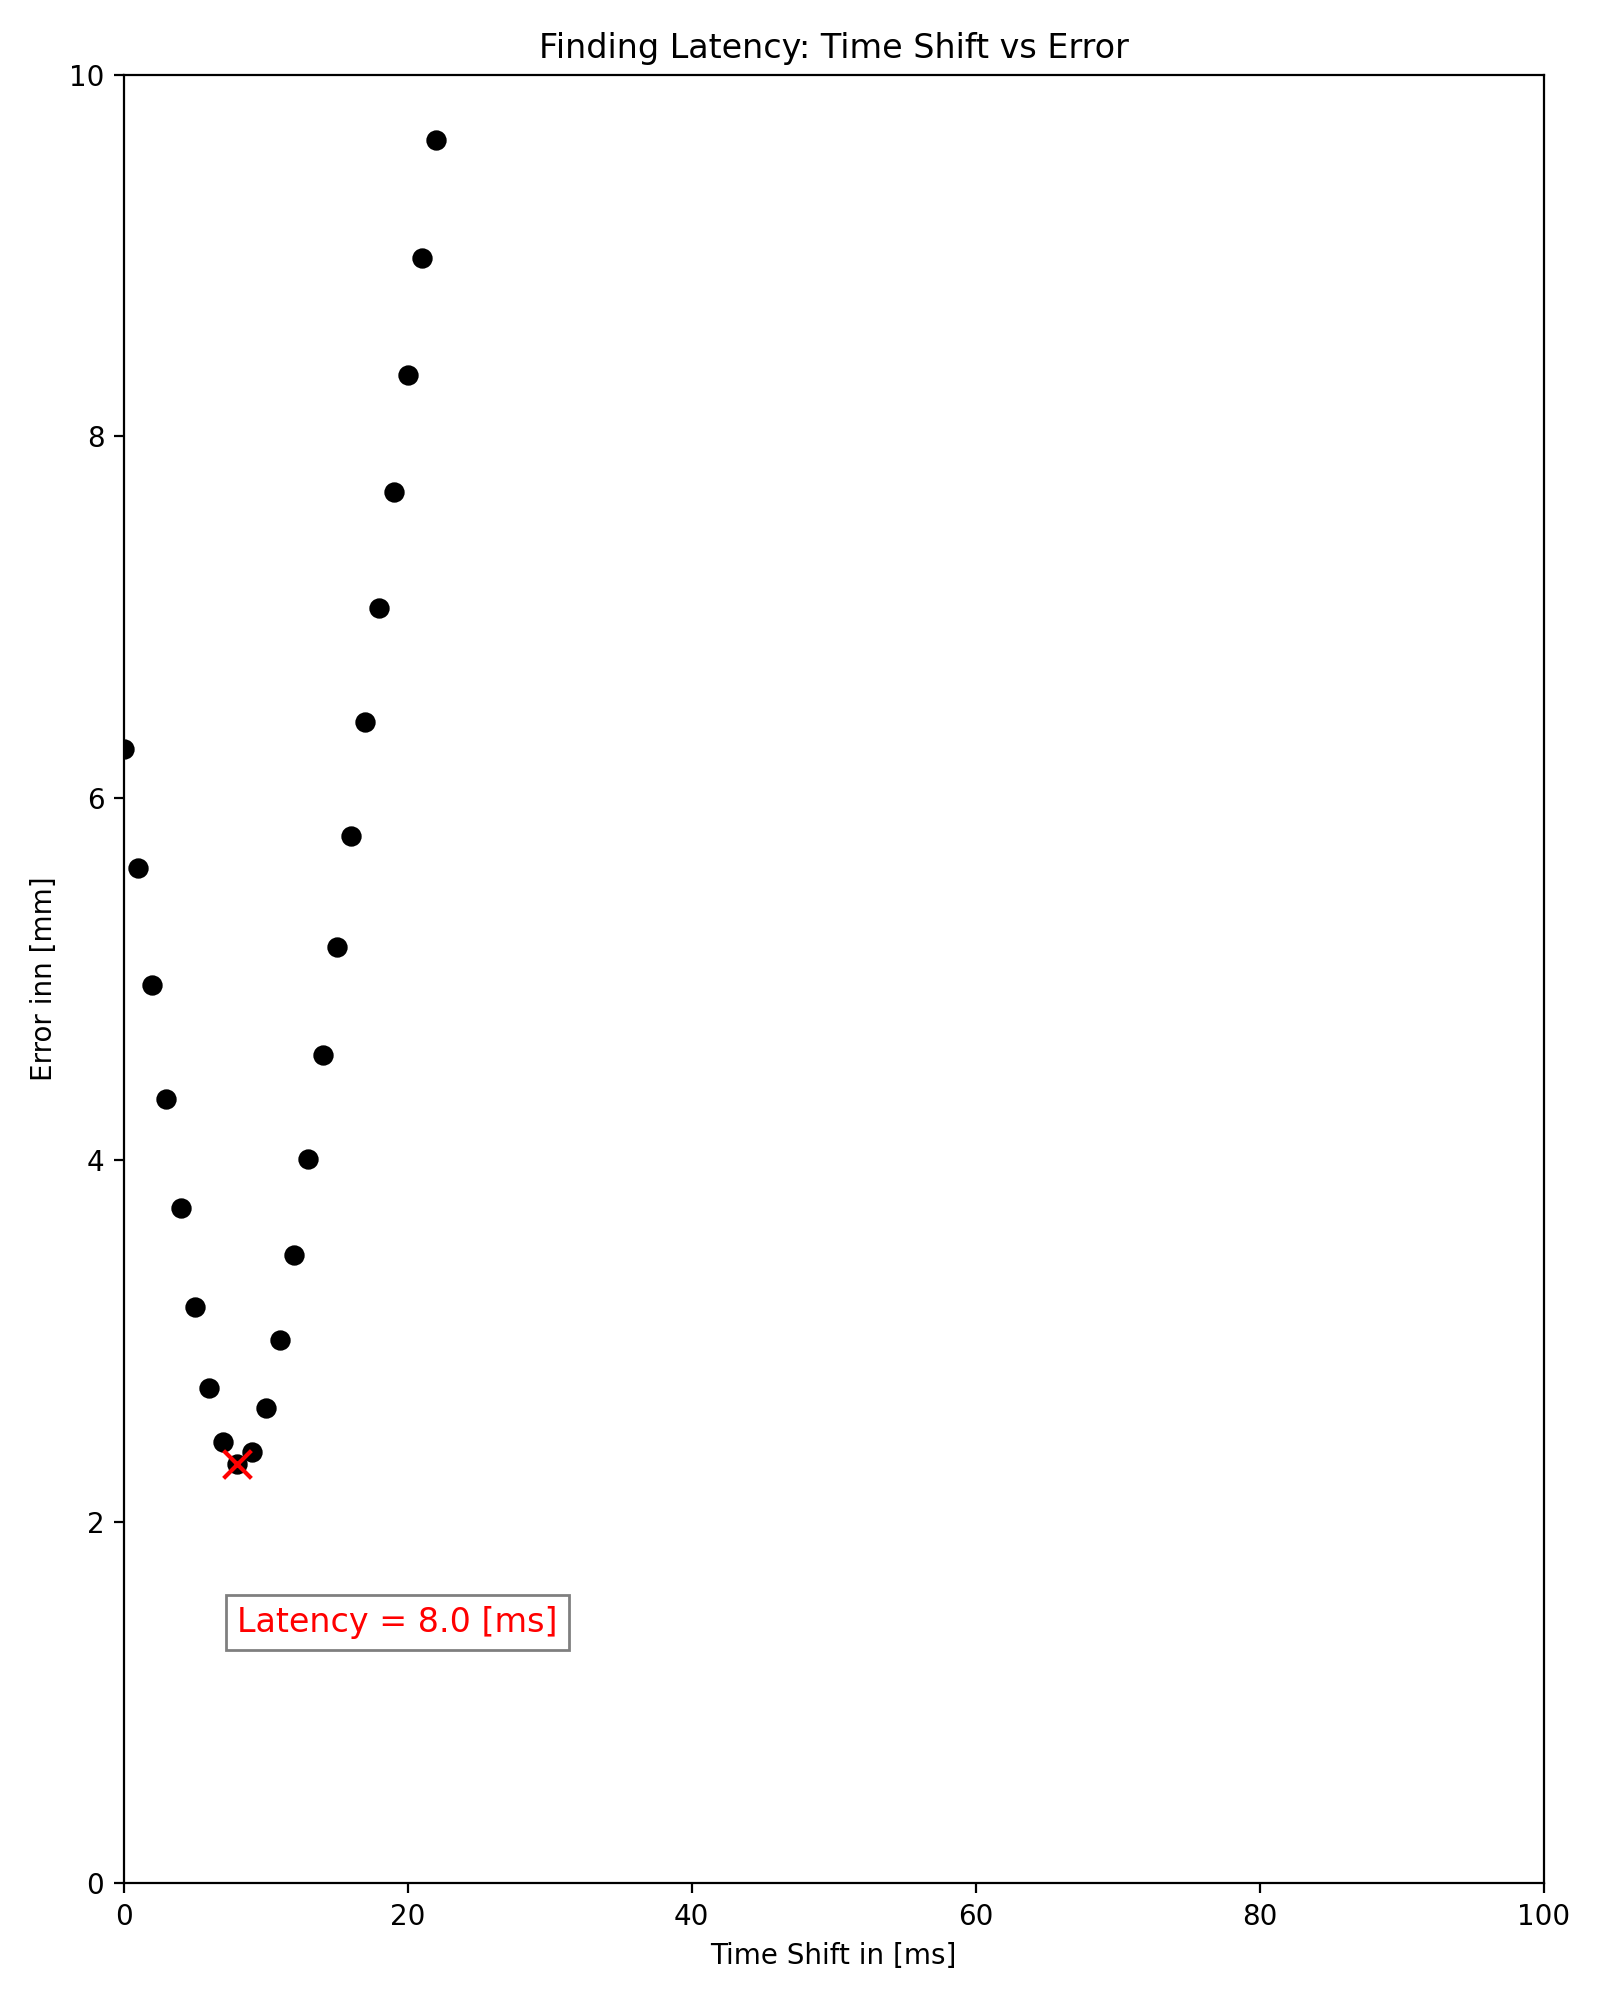 Finding Latency: Time Shift vs Error
10
8
6
4
2
0
Error inn [mm]
Latency = 8.0 [ms]
0 20 40 60 80 100
Time Shift in [ms]